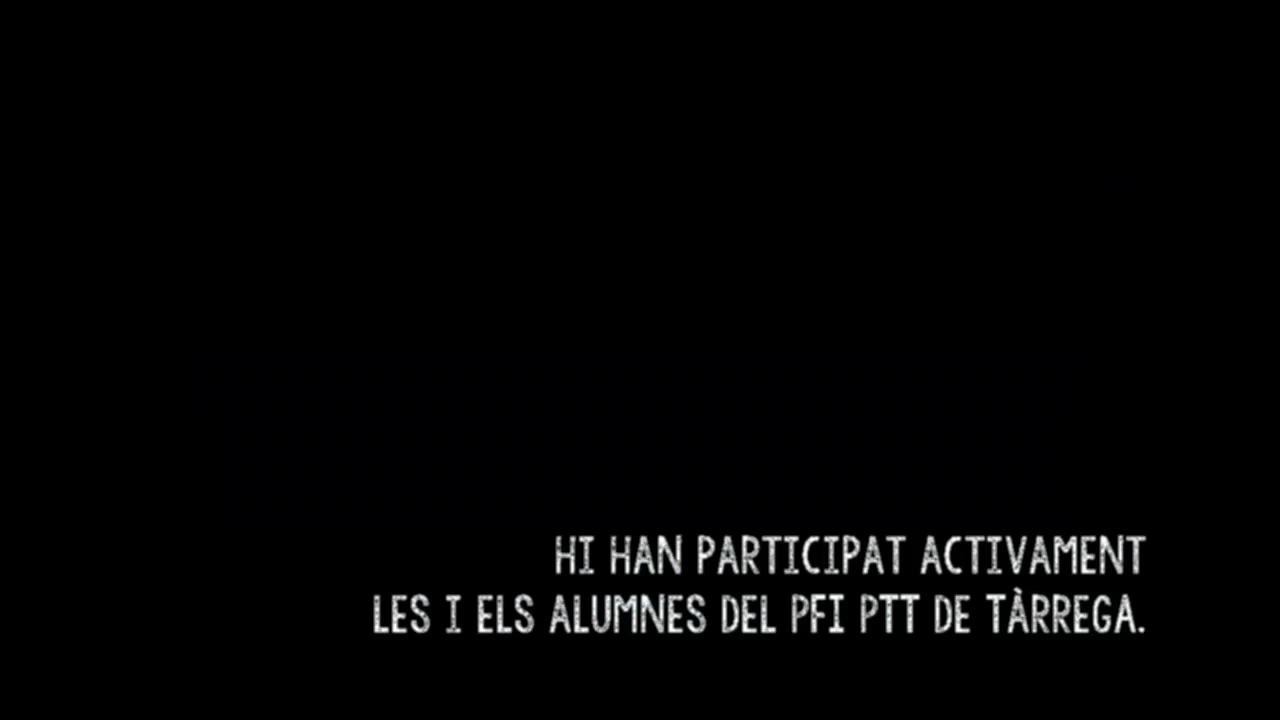 HI HAN PARTICIPAT ACTIVAMENT
LES I ELS ALUMNES DEL PFI PTT DE TÀRREGA.